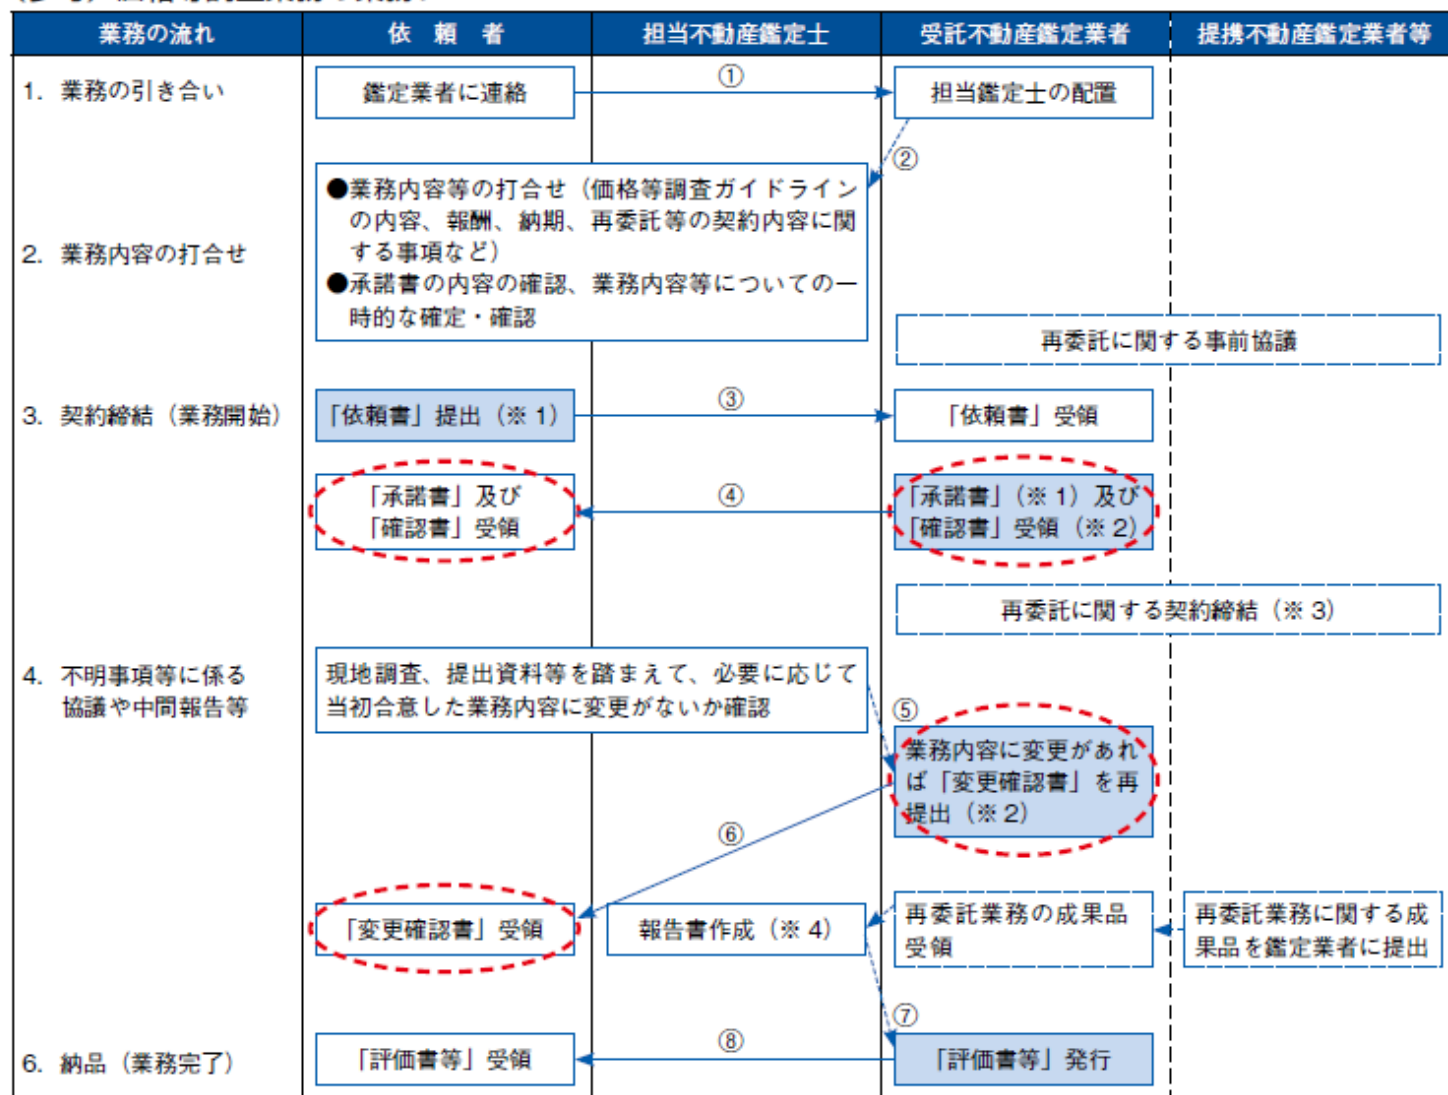 業務の流れ
依 頼 者
担当不動産鑑定士
受託不動産鑑定業者
提携不動産鑑定業者等
1. 業務の引き合い
鑑定業者に連絡
①
担当鑑定士の配置
②
2. 業務内容の打合せ
●業務内容等の打合せ（価格等調査ガイドライン
の内容、報酬、納期、再委託等の契約内容に関
する事項など）
●承諾書の内容の確認、業務内容等についての一
時的な確定・確認
再委託に関する事前協議
3. 契約締結（業務開始）
「依頼書」提出（※1）
③
「依頼書」受領
「承諾書」及び
「確認書」受領
④
「承諾書」（※1）及び
「確認書」受領（※2）
再委託に関する契約締結（※3）
4. 不明事項等に係る
協議や中間報告等
現地調査、提出資料等を踏まえて、必要に応じて
当初合意した業務内容に変更がないか確認
⑤
業務内容に変更があれ
ば「変更確認書」を再
提出（※2）
⑥
「変更確認書」受領
報告書作成（※4）
再委託業務の成果品
受領
再委託業務に関する成
果品を鑑定業者に提出
⑦
6. 納品（業務完了）
「評価書等」受領
⑧
「評価書等」発行